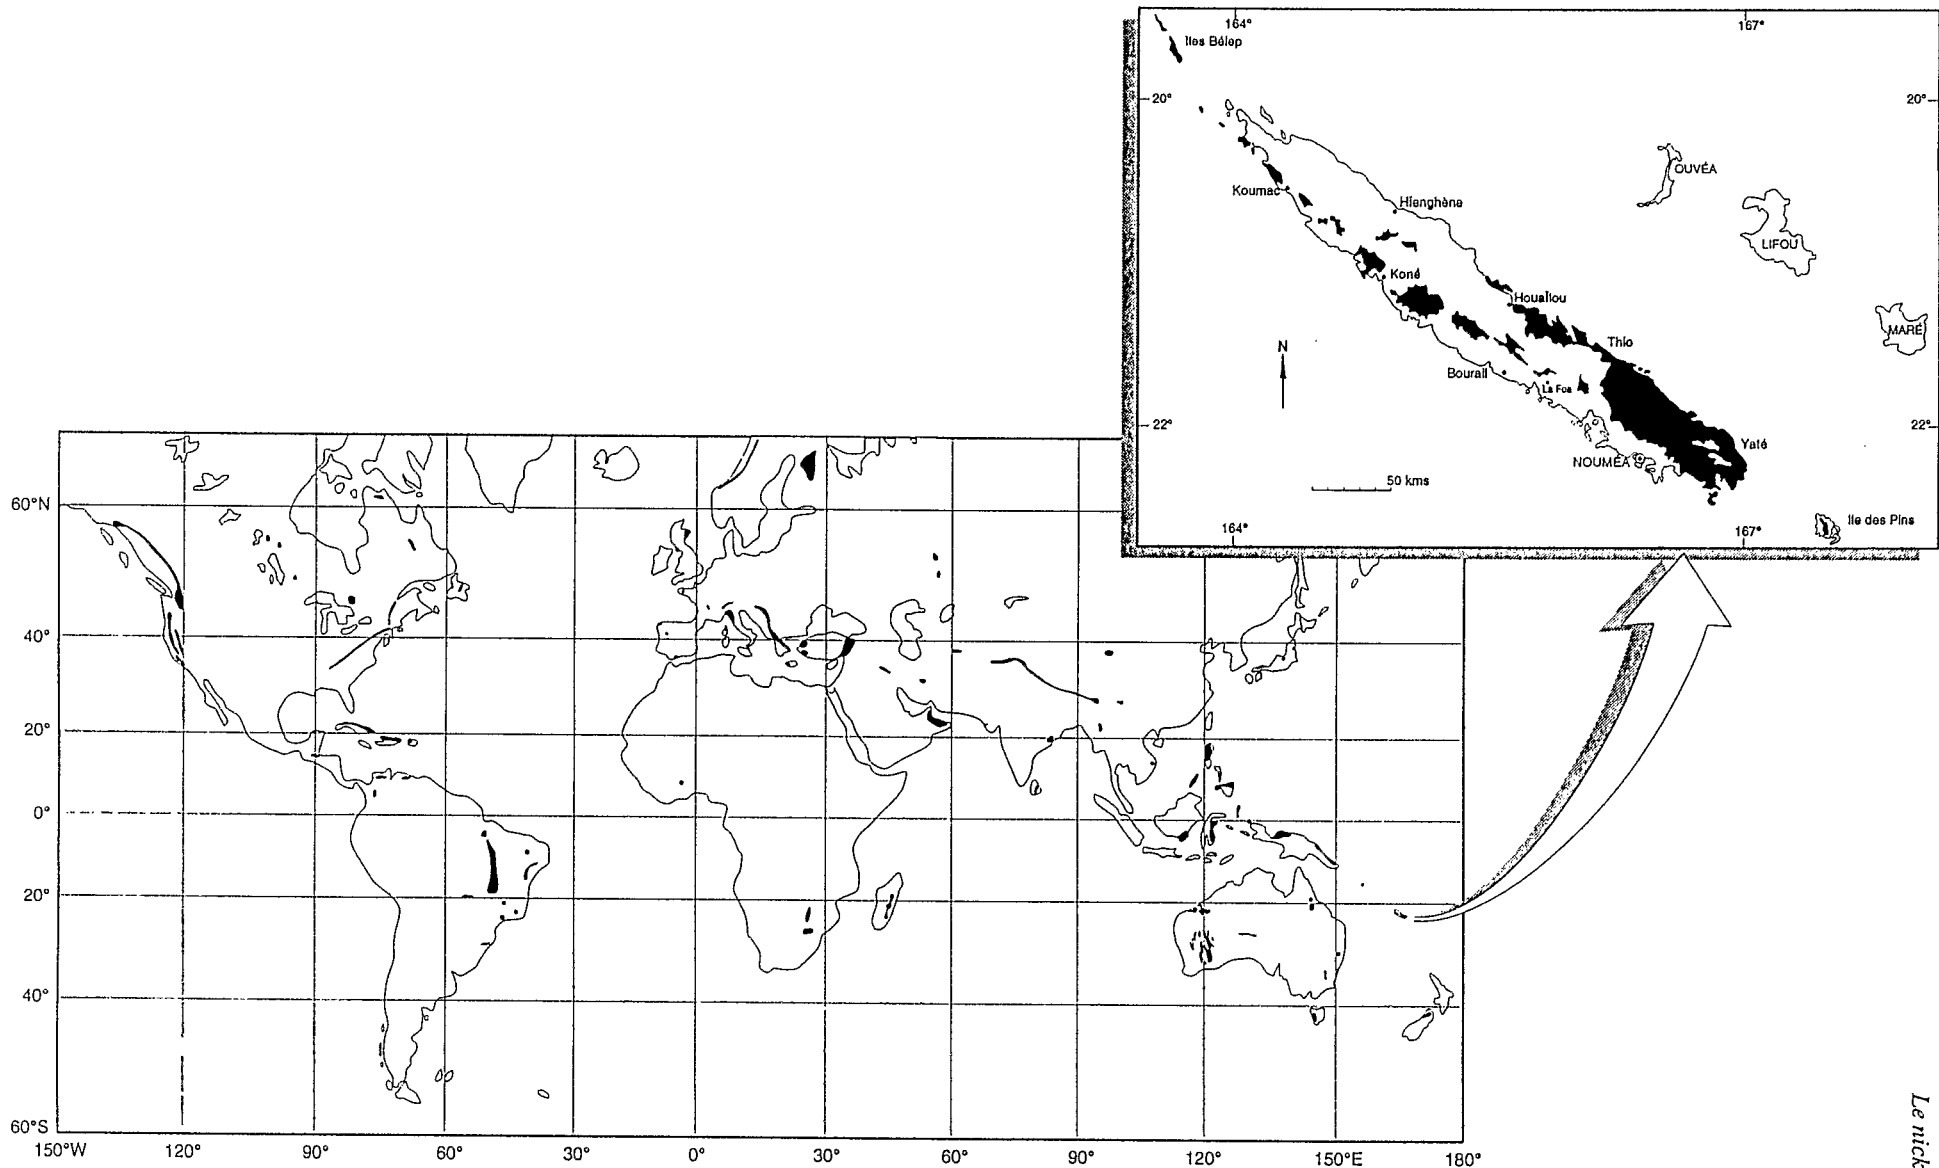 164°
167°
Iles Bélep
20°
20°
OUVÉA
Koumac
Hienghène
LIFOU
Koné
Houaïlou
MARÉ
Thio
N
Bourail
La Foa
22°
22°
Yaté
NOUMÉA
50 kms
164°
167°
Ile des Pins
60°N
40°
20°
0°
20°
40°
60°S
150°W
120°
90°
60°
30°
0°
30°
60°
90°
120°
150°E
180°
Le nick